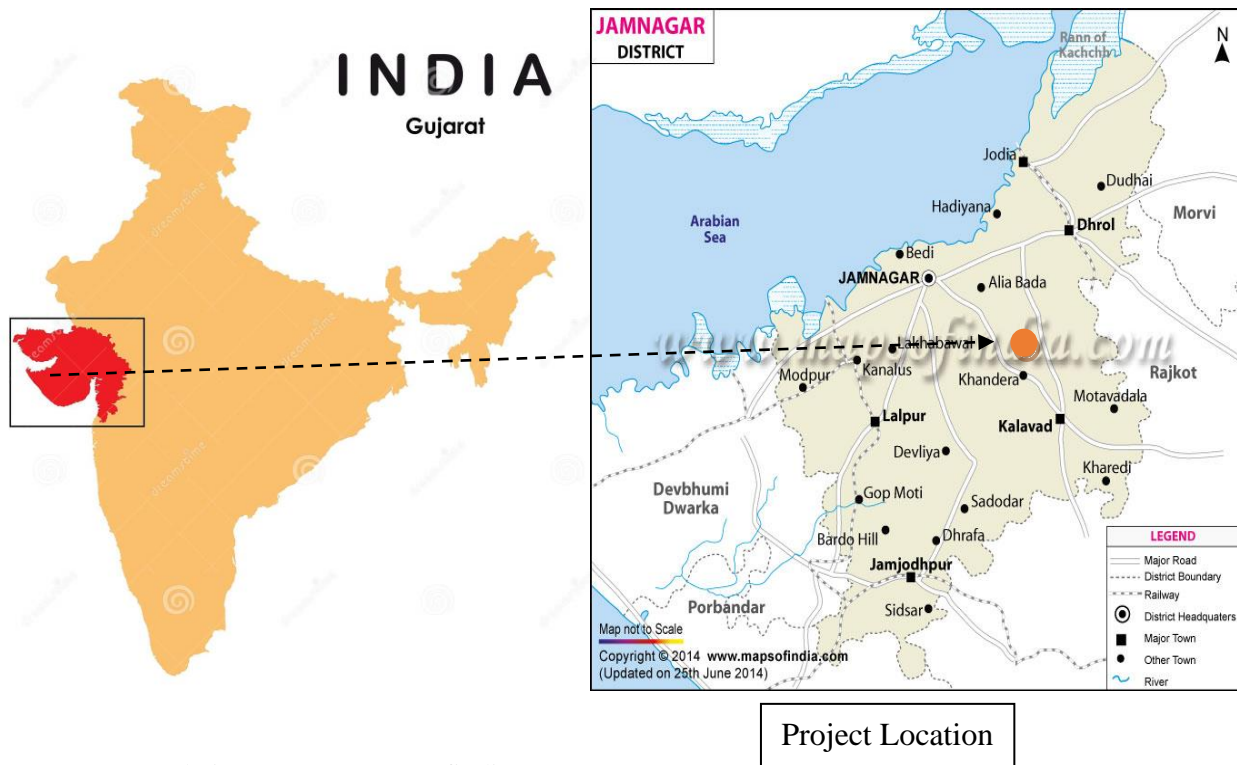 INDIA
Gujarat
JAMNAGAR
DISTRICT
N
Rann of
Kachchh
Jodia
Dudhai
Hadiyana
Morvi
Dhrol
Arabian
Sea
Bedi
JAMNAGAR
Alia Bada
www.mapsofindia.com
Lakhabawal
Kanalus
Khandera
Rajkot
Modpur
Motavadala
Lalpur
Kalavad
Devliya
Kharedi
Devbhumi
Dwarka
Gop Moti
Sadodar
Bardo Hill
Dhrafa
Jamjodhpur
Porbandar
Sidsar
LEGEND
Major Road
District Boundary
Railway
District Headquaters
Major Town
Other Town
River
Map not to Scale
Copyright © 2014 www.mapsofindia.com
(Updated on 25th June 2014)
Project Location